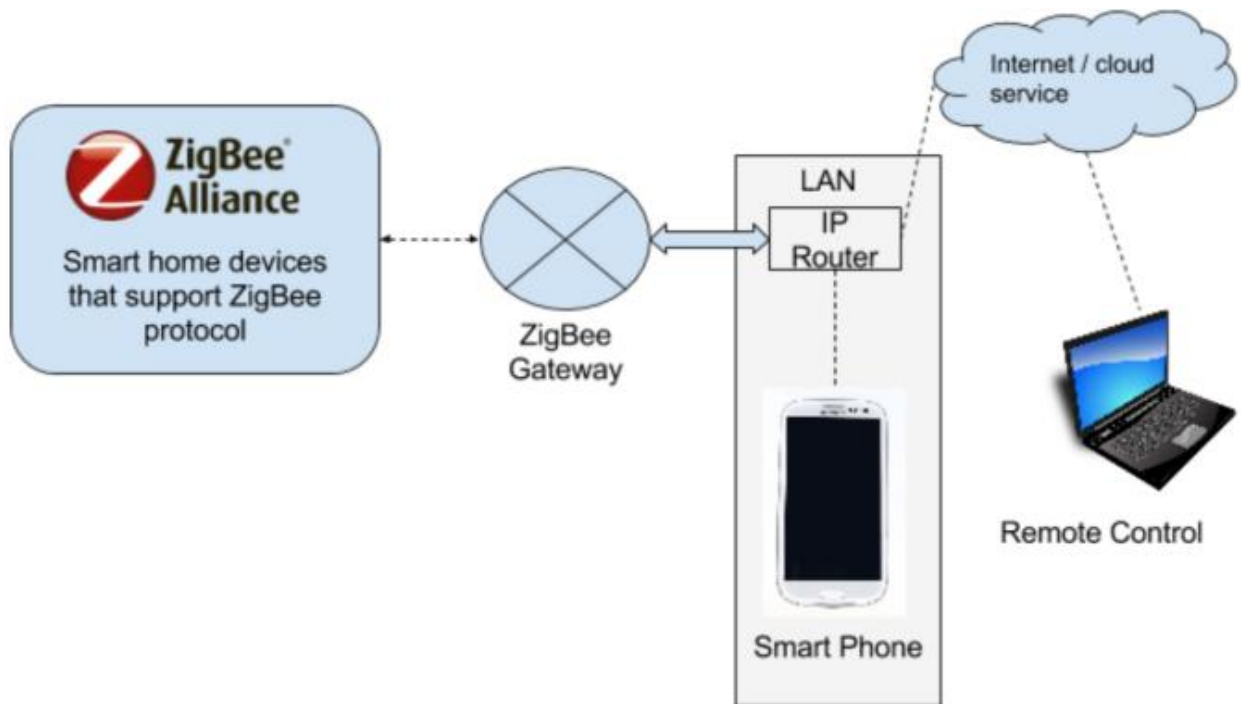 ZigBee®
Alliance
Smart home devices
that support ZigBee
protocol
ZigBee
Gateway
LAN
IP
Router
Smart Phone
Internet / cloud
service
Remote Control